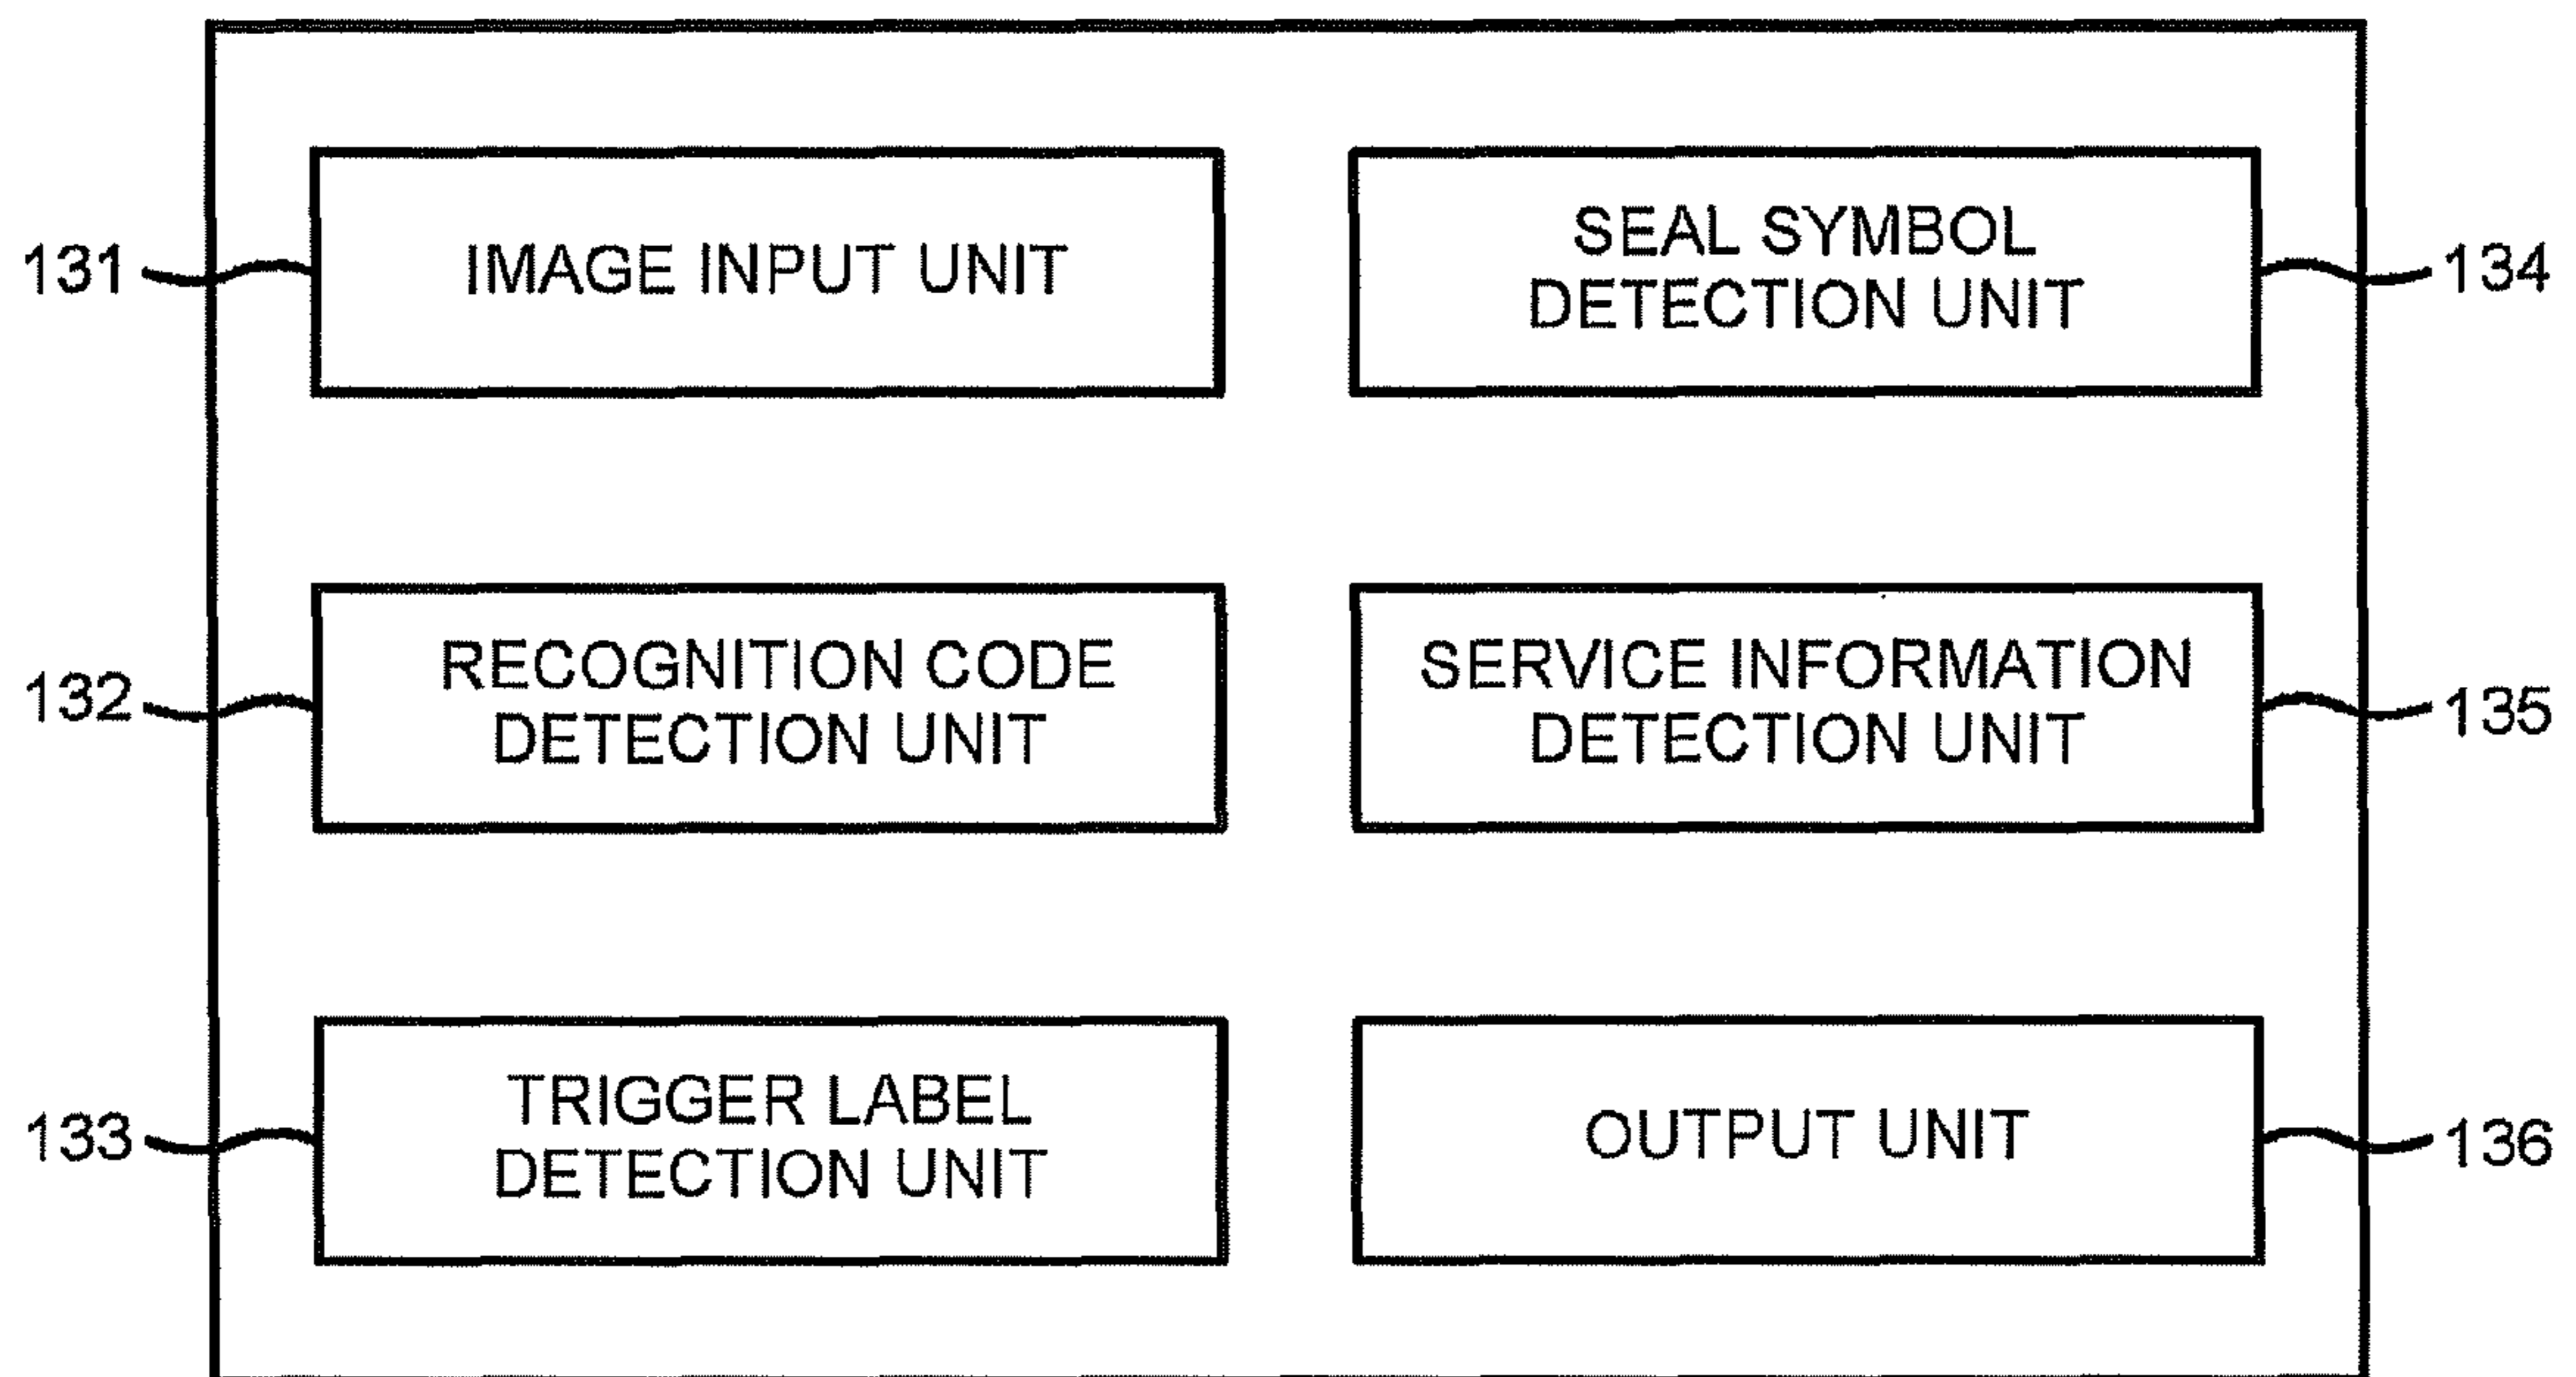 131
IMAGE INPUT UNIT
SEAL SYMBOL
DETECTION UNIT
134
132
RECOGNITION CODE
DETECTION UNIT
SERVICE INFORMATION
DETECTION UNIT
135
133
TRIGGER LABEL
DETECTION UNIT
OUTPUT UNIT
136